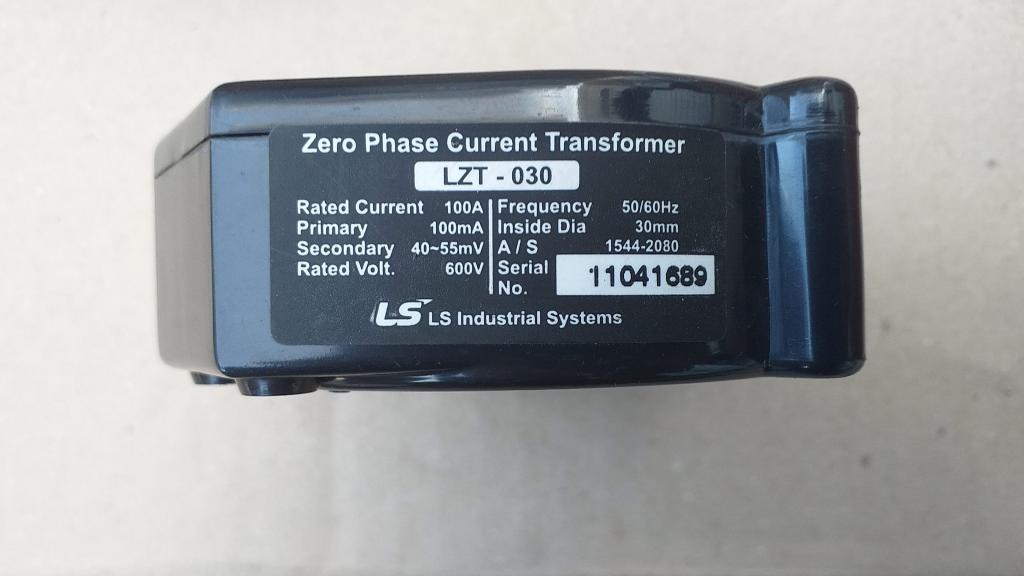 Zero Phase Current Transformer
LZT - 030
Rated Current 100A
Primary 100mA
Secondary 40~55mV
Rated Volt. 600V
Frequency 50/60Hz
Inside Dia 30mm
A / S 1544-2080
Serial No. 11041689
LS LS Industrial Systems